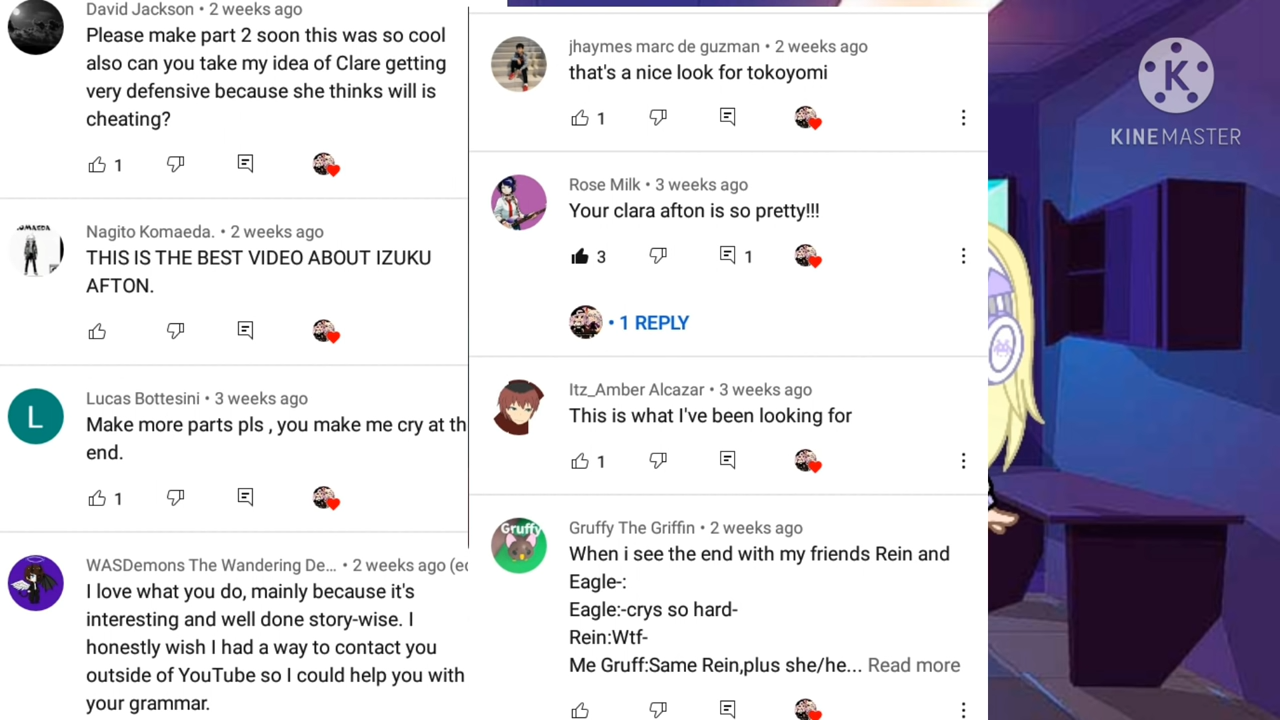 David Jackson • 2 weeks ago
Please make part 2 soon this was so cool
also can you take my idea of Clare getting
very defensive because she thinks will is
cheating?
1
Nagito Komaeda. • 2 weeks ago
THIS IS THE BEST VIDEO ABOUT IZUKU
AFTON.
L
Lucas Bottesini • 3 weeks ago
Make more parts pls , you make me cry at th
end.
1
WASDemons The Wandering De... • 2 weeks ago (ed
I love what you do, mainly because it's
interesting and well done story-wise. I
honestly wish I had a way to contact you
outside of YouTube so I could help you with
your grammar.
jhaymes marc de guzman • 2 weeks ago
that's a nice look for tokoyomi
1
Rose Milk • 3 weeks ago
Your clara afton is so pretty!!!
3 1
• 1 REPLY
Itz_Amber Alcazar • 3 weeks ago
This is what I've been looking for
1
Gruffy
Gruffy The Griffin • 2 weeks ago
When i see the end with my friends Rein and
Eagle-:
Eagle:-crys so hard-
Rein:Wtf-
Me Gruff:Same Rein,plus she/he... Read more
K
KINEMASTER